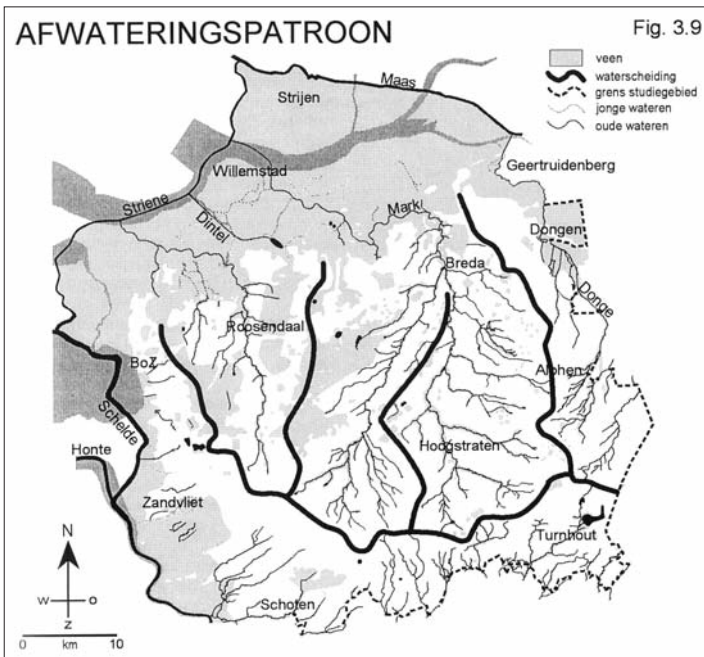 AFWATERINGSPATROON
Fig. 3.9
veen
waterscheiding
grens studiegebied
jonge wateren
oude wateren
Maas
Strijen
Geertruidenberg
Willemstad
Striene
Dintel
Mark
Dongen
Breda
Donge
Roosendaal
BoZ
Alphen
Schelde
Hoogstraten
Honte
Zandvliet
Turnhout
Schoten
N
W O
Z
0 km 10